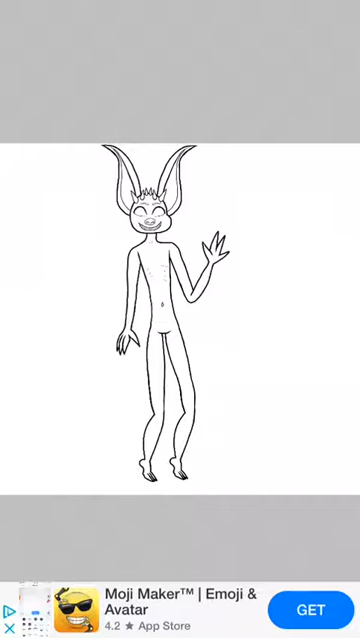 Moji Maker™ | Emoji &
Avatar
4.2 ★ App Store
GET